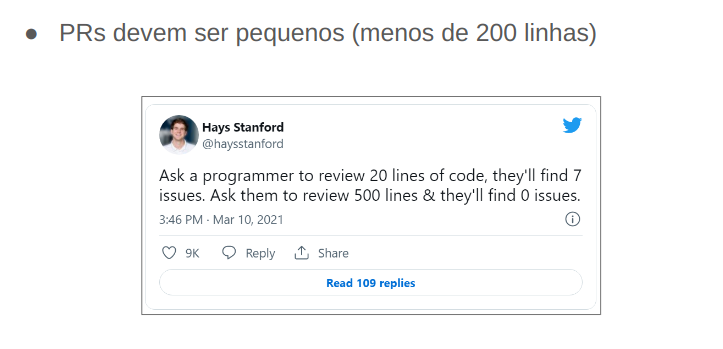 ● PRs devem ser pequenos (menos de 200 linhas)
Hays Stanford
@haysstanford
Ask a programmer to review 20 lines of code, they'll find 7
issues. Ask them to review 500 lines & they'll find 0 issues.
3:46 PM · Mar 10, 2021
9K Reply Share
Read 109 replies